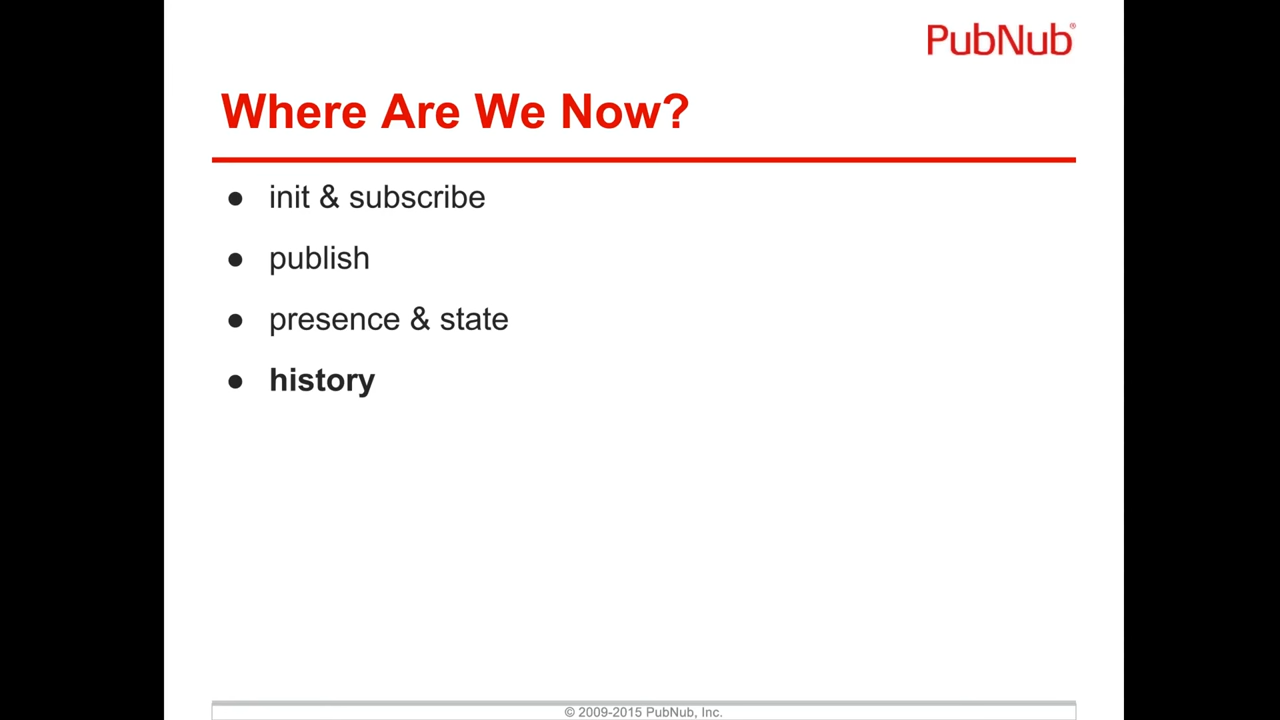 PubNub®
Where Are We Now?
● init & subscribe
● publish
● presence & state
● history
© 2009-2015 PubNub, Inc.